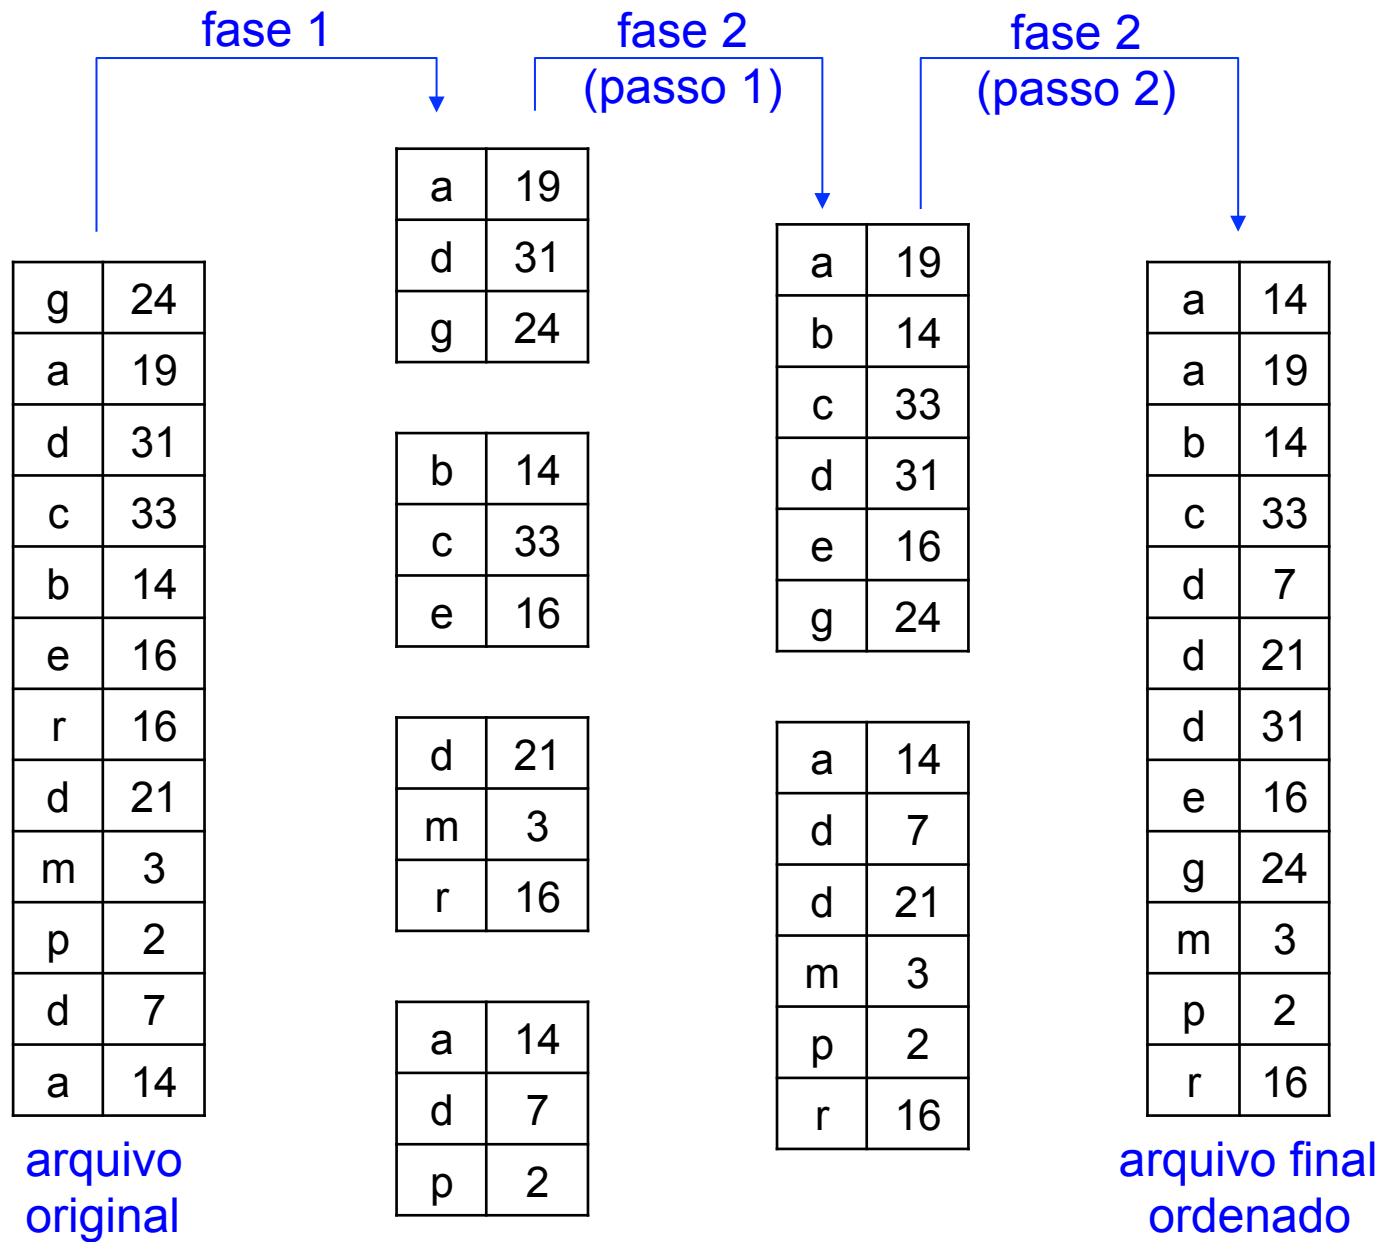 fase 1
fase 2
(passo 1)
fase 2
(passo 2)
g 24
a 19
d 31
c 33
b 14
e 16
r 16
d 21
m 3
p 2
d 7
a 14
arquivo
original
a 19
d 31
g 24
b 14
c 33
e 16
d 21
m 3
r 16
a 14
d 7
p 2
a 19
b 14
c 33
d 31
e 16
g 24
a 14
d 7
d 21
m 3
p 2
r 16
a 14
a 19
b 14
c 33
d 7
d 21
d 31
e 16
g 24
m 3
p 2
r 16
arquivo final
ordenado